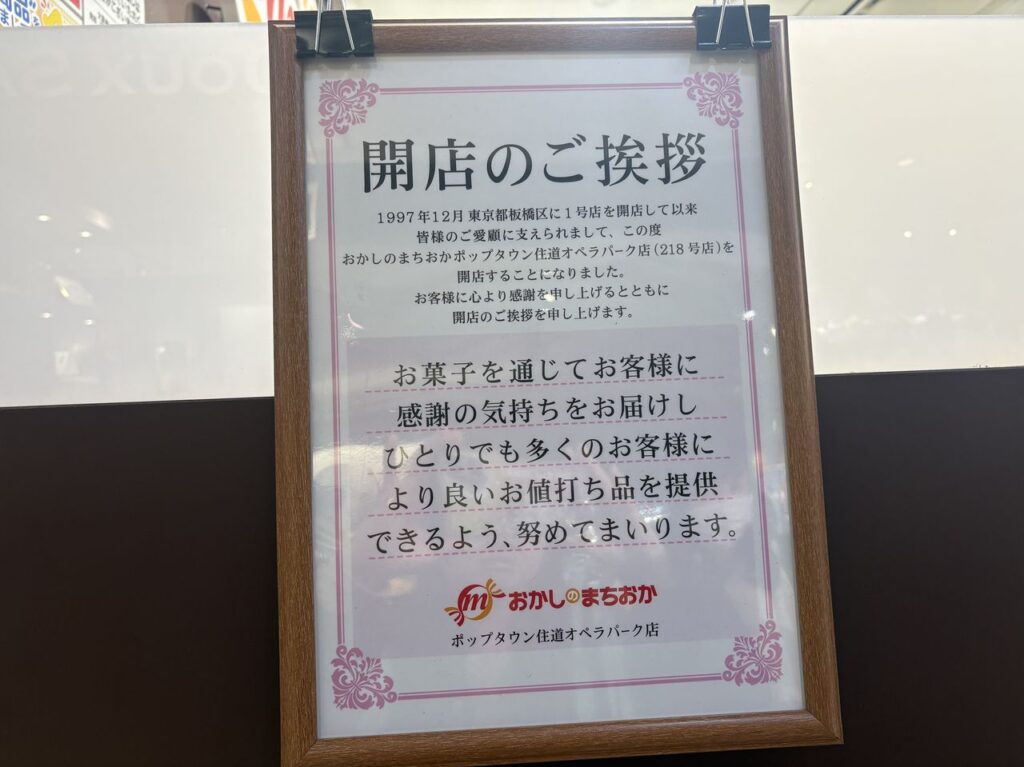 開店のご挨拶
1997年12月 東京都板橋区に1号店を開店して以来
皆様のご愛顧に支えられまして、この度
おかしのまちおかポップタウン住道オペラパーク店（218号店）を
開店することになりました。
お客様に心より感謝を申し上げるとともに
開店のご挨拶を申し上げます。
お菓子を通じてお客様に
感謝の気持ちをお届けし
ひとりでも多くのお客様に
より良いお値打ち品を提供
できるよう、努めてまいります。
m おかしのまちおか
ポップタウン住道オペラパーク店